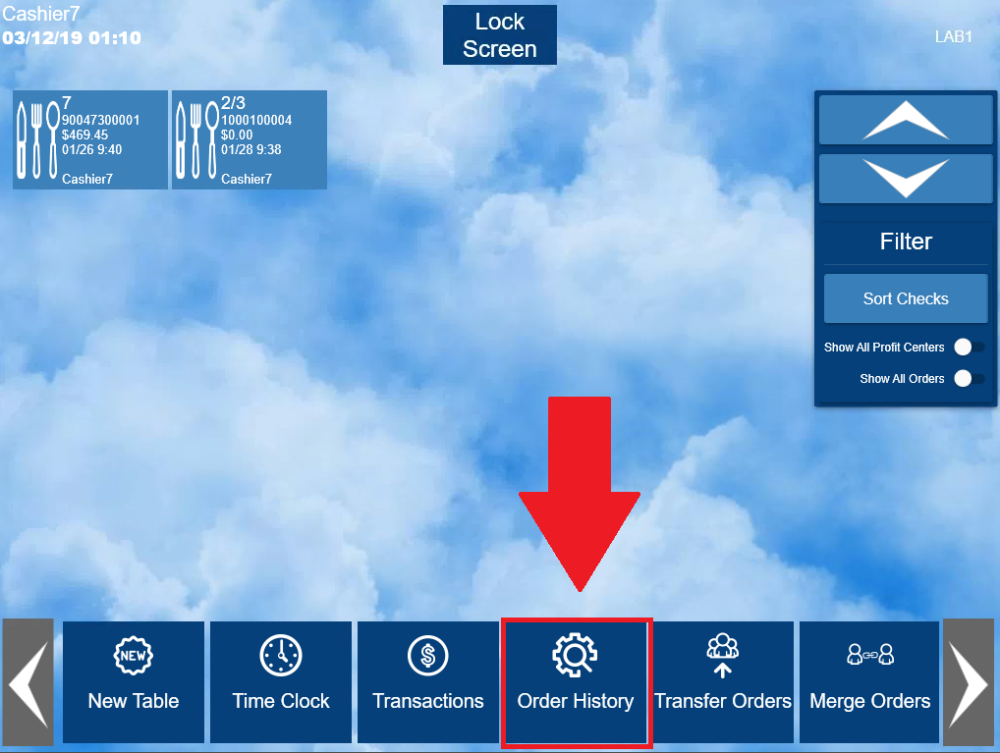 Cashier7
03/12/19 01:10
Lock
Screen
LAB1
7
90047300001
$469.45
01/26 9:40
Cashier7
2/3
1000100004
$0.00
01/28 9:38
Cashier7
Filter
Sort Checks
Show All Profit Centers
Show All Orders
NEW
New Table
Time Clock
$
Transactions
Order History
Transfer Orders
Merge Orders